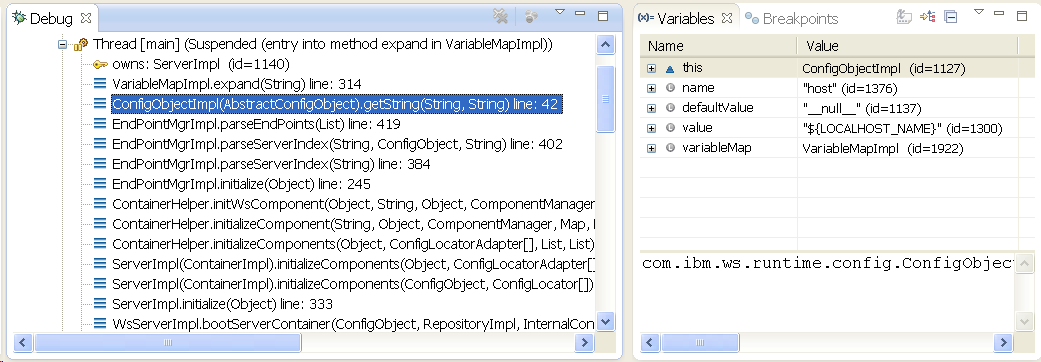 Debug
Thread [main] (Suspended (entry into method expand in VariableMapImpl))
owns: ServerImpl (id=1140)
VariableMapImpl.expand(String) line: 314
ConfigObjectImpl(AbstractConfigObject).getString(String, String) line: 42
EndPointMgrImpl.parseEndPoints(List) line: 419
EndPointMgrImpl.parseServerIndex(String, ConfigObject, String) line: 402
EndPointMgrImpl.parseServerIndex(String) line: 384
EndPointMgrImpl.initialize(Object) line: 245
ContainerHelper.initWsComponent(Object, String, Object, ComponentManager
ContainerHelper.initializeComponent(String, Object, ComponentManager, Map,
ContainerHelper.initializeComponents(Object, ConfigLocatorAdapter[], List, List)
ServerImpl(ContainerImpl).initializeComponents(Object, ConfigLocatorAdapter[]
ServerImpl(ContainerImpl).initializeComponents(ConfigObject, ConfigLocator[])
ServerImpl.initialize(Object) line: 333
WsServerImpl.bootServerContainer(ConfigObject, RepositoryImpl, InternalCon
(x)= Variables Breakpoints
Name Value
this ConfigObjectImpl (id=1127)
name "host" (id=1376)
defaultValue "__null__" (id=1137)
value "${LOCALHOST_NAME}" (id=1300)
variableMap VariableMapImpl (id=1922)
com.ibm.ws.runtime.config.ConfigObjec